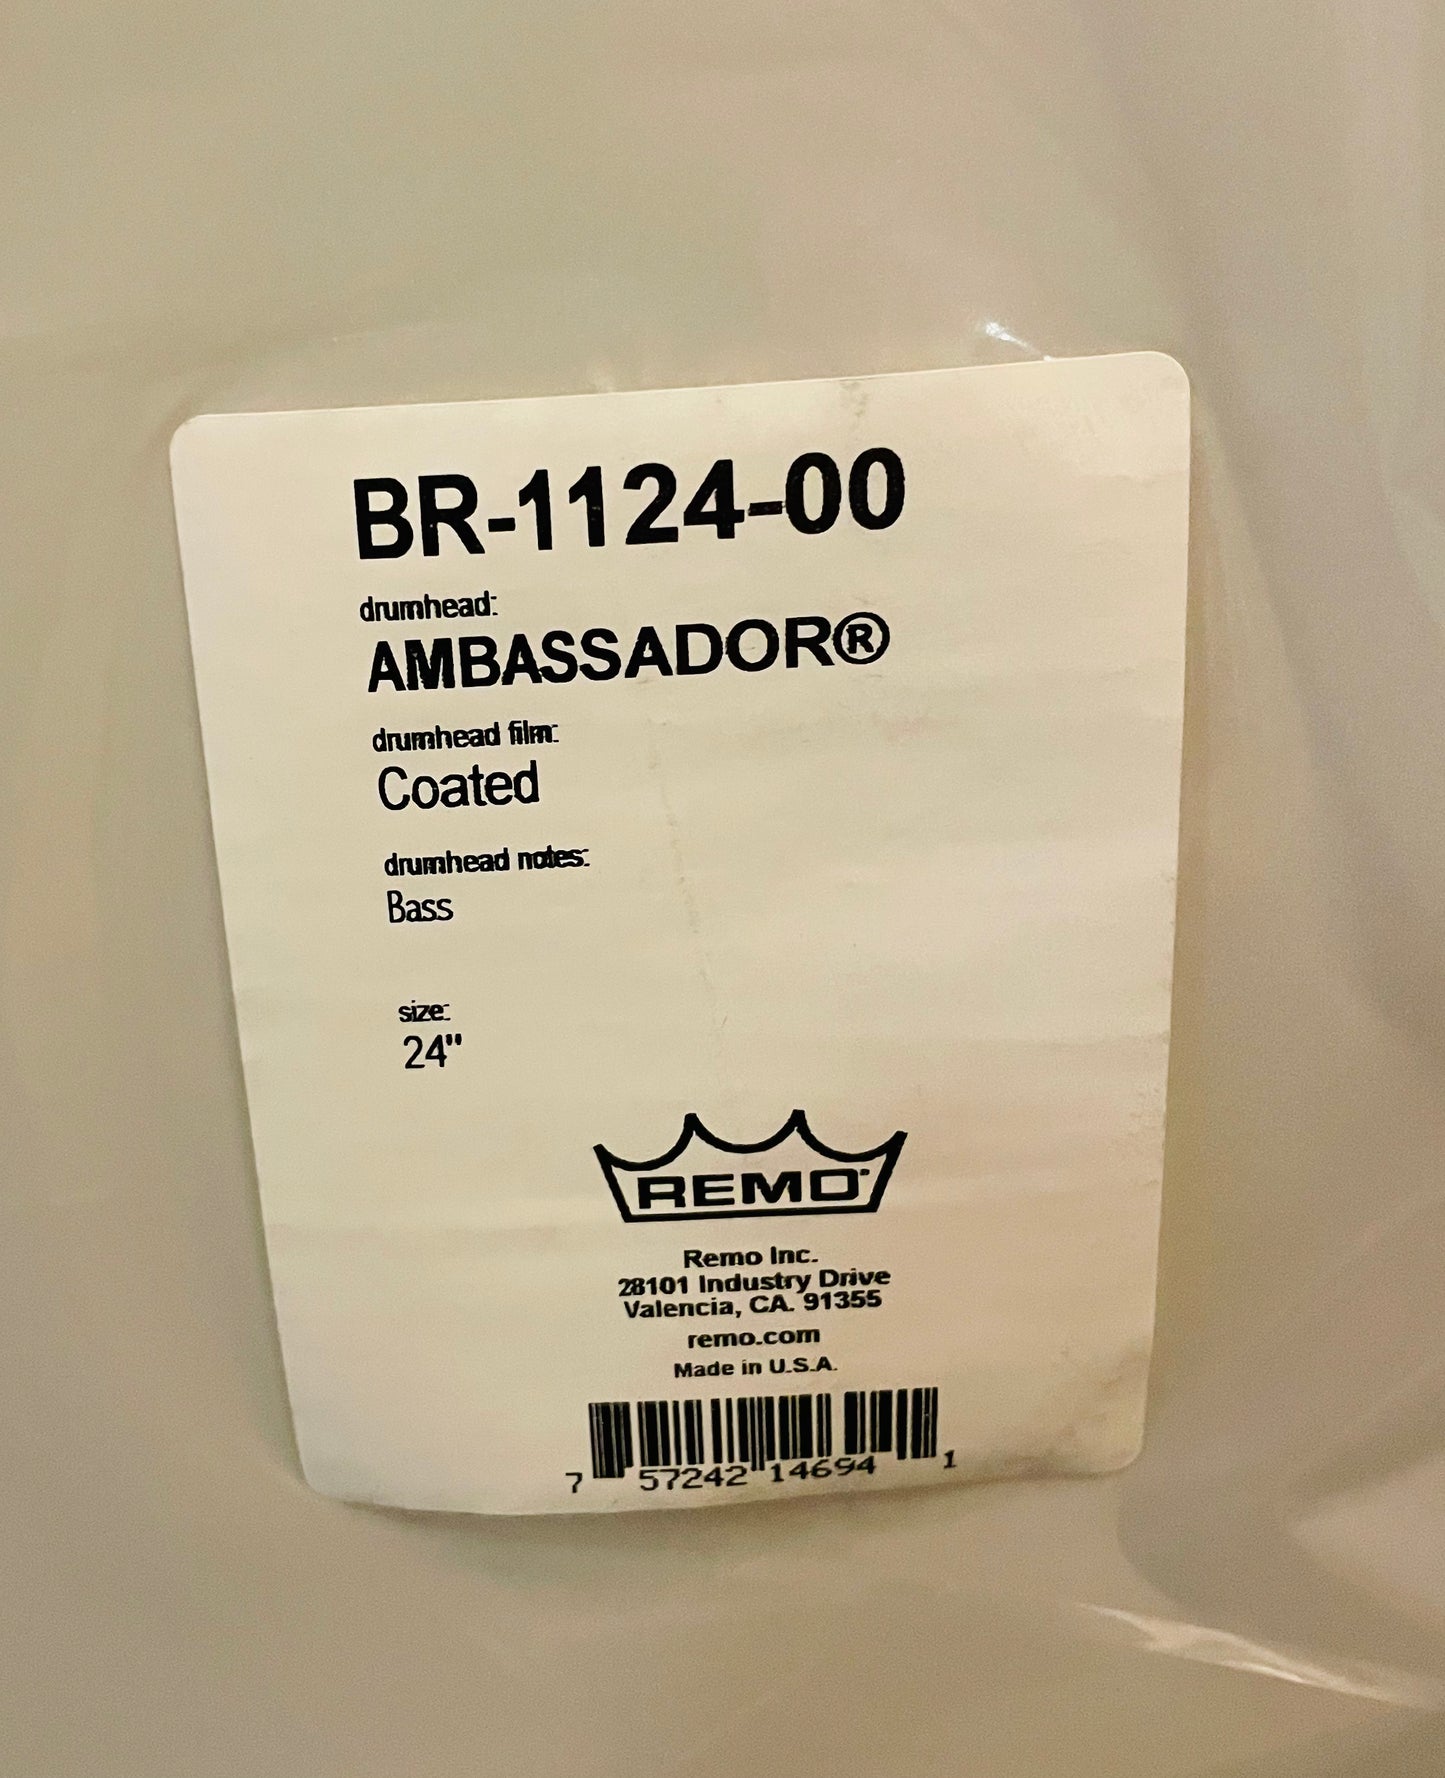 BR-1124-00
drumhead:
AMBASSADOR®
drumhead film:
Coated
drumhead notes:
Bass
size:
24"
REMO®
Remo Inc.
28101 Industry Drive
Valencia, CA. 91355
remo.com
Made in U.S.A.
7 57242 14694 1